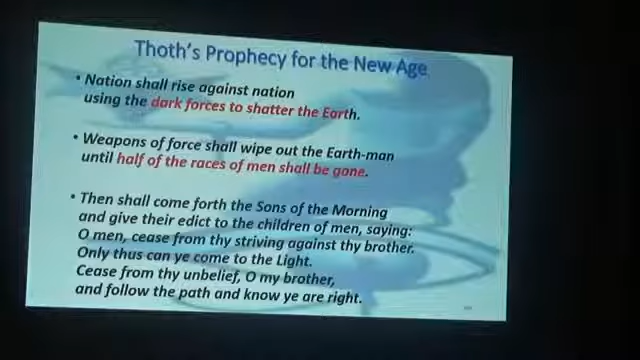 Thoth's Prophecy for the New Age
• Nation shall rise against nation
using the dark forces to shatter the Earth.
• Weapons of force shall wipe out the Earth-man
until half of the races of men shall be gone.
• Then shall come forth the Sons of the Morning
and give their edict to the children of men, saying:
O men, cease from thy striving against thy brother.
Only thus can ye come to the Light.
Cease from thy unbelief, O my brother,
and follow the path and know ye are right.